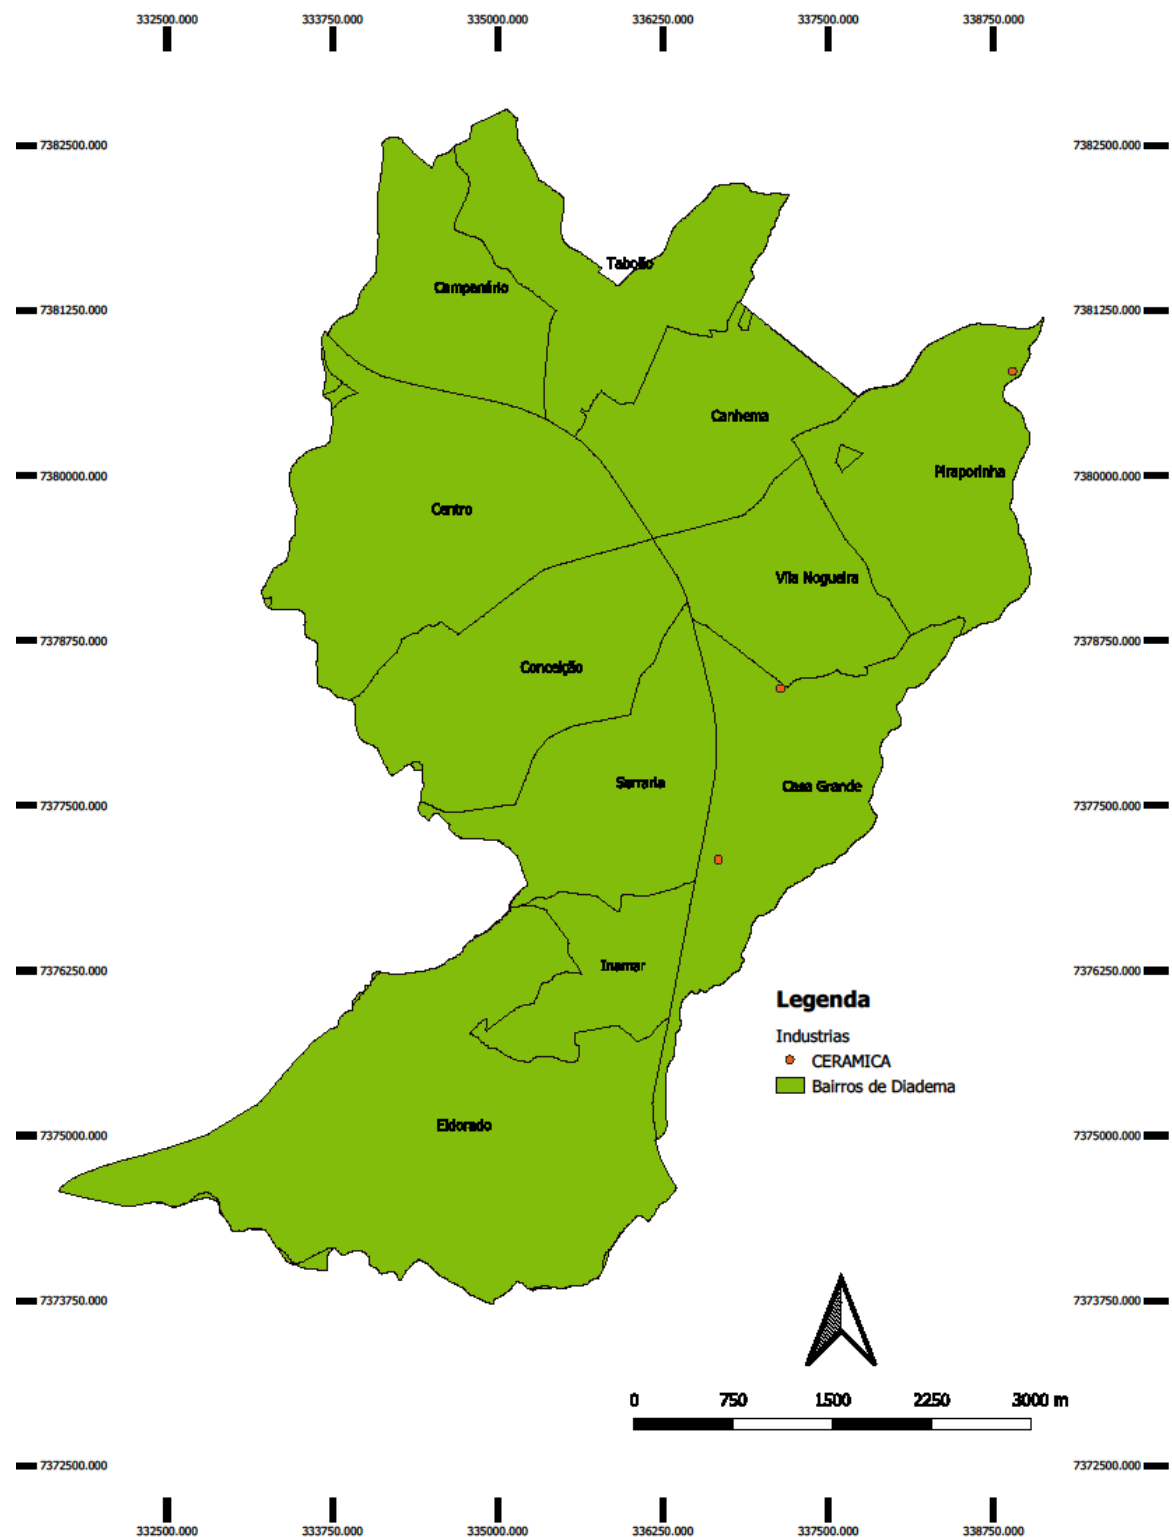 332500.000 333750.000 335000.000 336250.000 337500.000 338750.000
7382500.000 7382500.000
Taboão
Campanário
7381250.000 7381250.000
Canhema
Piraporinha
7380000.000 7380000.000
Centro
Vila Nogueira
7378750.000 7378750.000
Conceição
Serraria
Casa Grande
7377500.000 7377500.000
Inamar
7376250.000 7376250.000
Legenda
Industrias
CERAMICA
Bairros de Diadema
Eldorado
7375000.000 7375000.000
7373750.000 7373750.000
0 750 1500 2250 3000 m
7372500.000 7372500.000
332500.000 333750.000 335000.000 336250.000 337500.000 338750.000